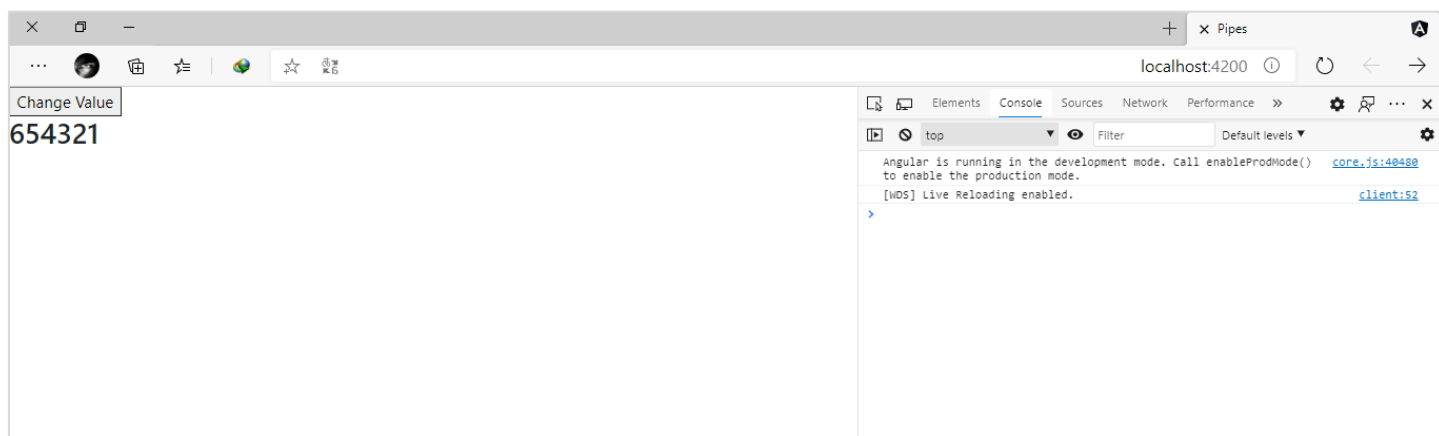 Pipes
localhost:4200
Change Value
654321
Elements Console Sources Network Performance »
top Filter Default levels ▼
Angular is running in the development mode. Call enableProdMode() core.js:40480
to enable the production mode.
[WDS] Live Reloading enabled. client:52
>